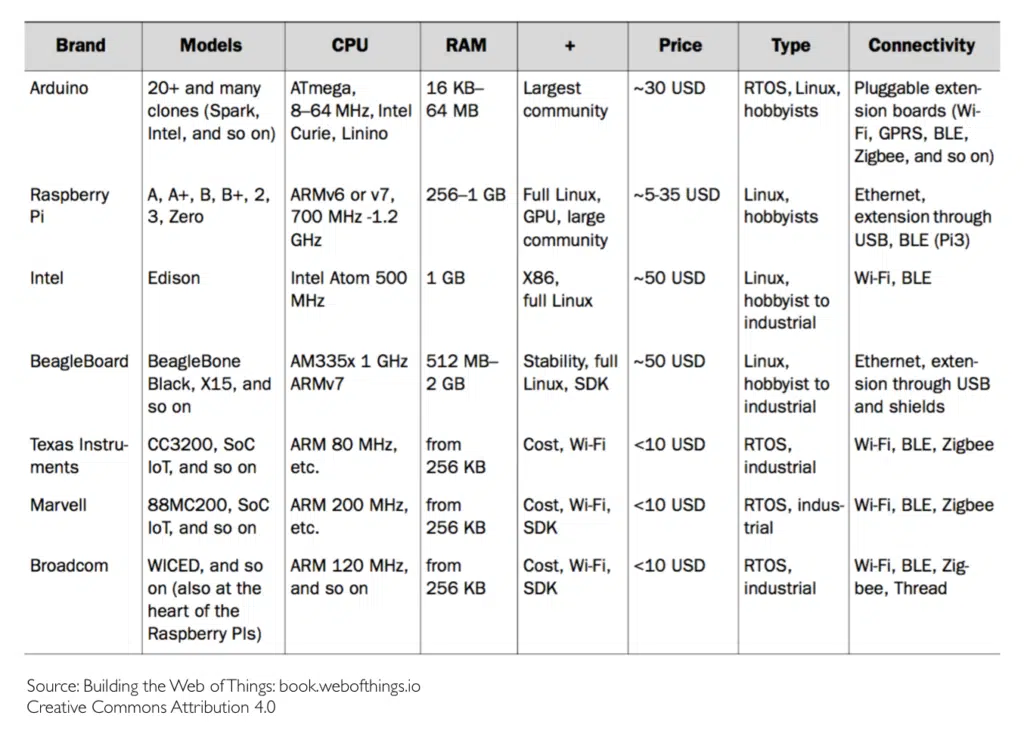 Brand Models CPU RAM + Price Type Connectivity
Arduino 20+ and many ATmega, 16 KB– Largest ~30 USD RTOS, Linux, Pluggable exten-
clones (Spark, 8–64 MHz, Intel 64 MB community hobbyists sion boards (Wi-
Intel, and so on) Curie, Linino Fi, GPRS, BLE,
Zigbee, and so on)
Raspberry A, A+, B, B+, 2, ARMv6 or v7, 256–1 GB Full Linux, ~5-35 USD Linux, Ethernet,
Pi 3, Zero 700 MHz -1.2 GPU, large hobbyists extension through
GHz community USB, BLE (Pi3)
Intel Edison Intel Atom 500 1 GB X86, ~50 USD Linux, Wi-Fi, BLE
MHz full Linux hobbyist to
industrial
BeagleBoard BeagleBone AM335x 1 GHz 512 MB– Stability, full ~50 USD Linux, Ethernet, exten-
Black, X15, and ARMv7 2 GB Linux, SDK hobbyist to sion through USB
so on industrial and shields
Texas Instru- CC3200, SoC ARM 80 MHz, from Cost, Wi-Fi <10 USD RTOS, Wi-Fi, BLE, Zigbee
ments IoT, and so on etc. 256 KB industrial
Marvell 88MC200, SoC ARM 200 MHz, from Cost, Wi-Fi, <10 USD RTOS, indus- Wi-Fi, BLE, Zigbee
IoT, and so on etc. 256 KB SDK trial
Broadcom WICED, and so ARM 120 MHz, from Cost, Wi-Fi, <10 USD RTOS, Wi-Fi, BLE, Zig-
on (also at the and so on 256 KB SDK industrial bee, Thread
heart of the
Raspberry PIs)
Source: Building the Web of Things: book.webofthings.io
Creative Commons Attribution 4.0